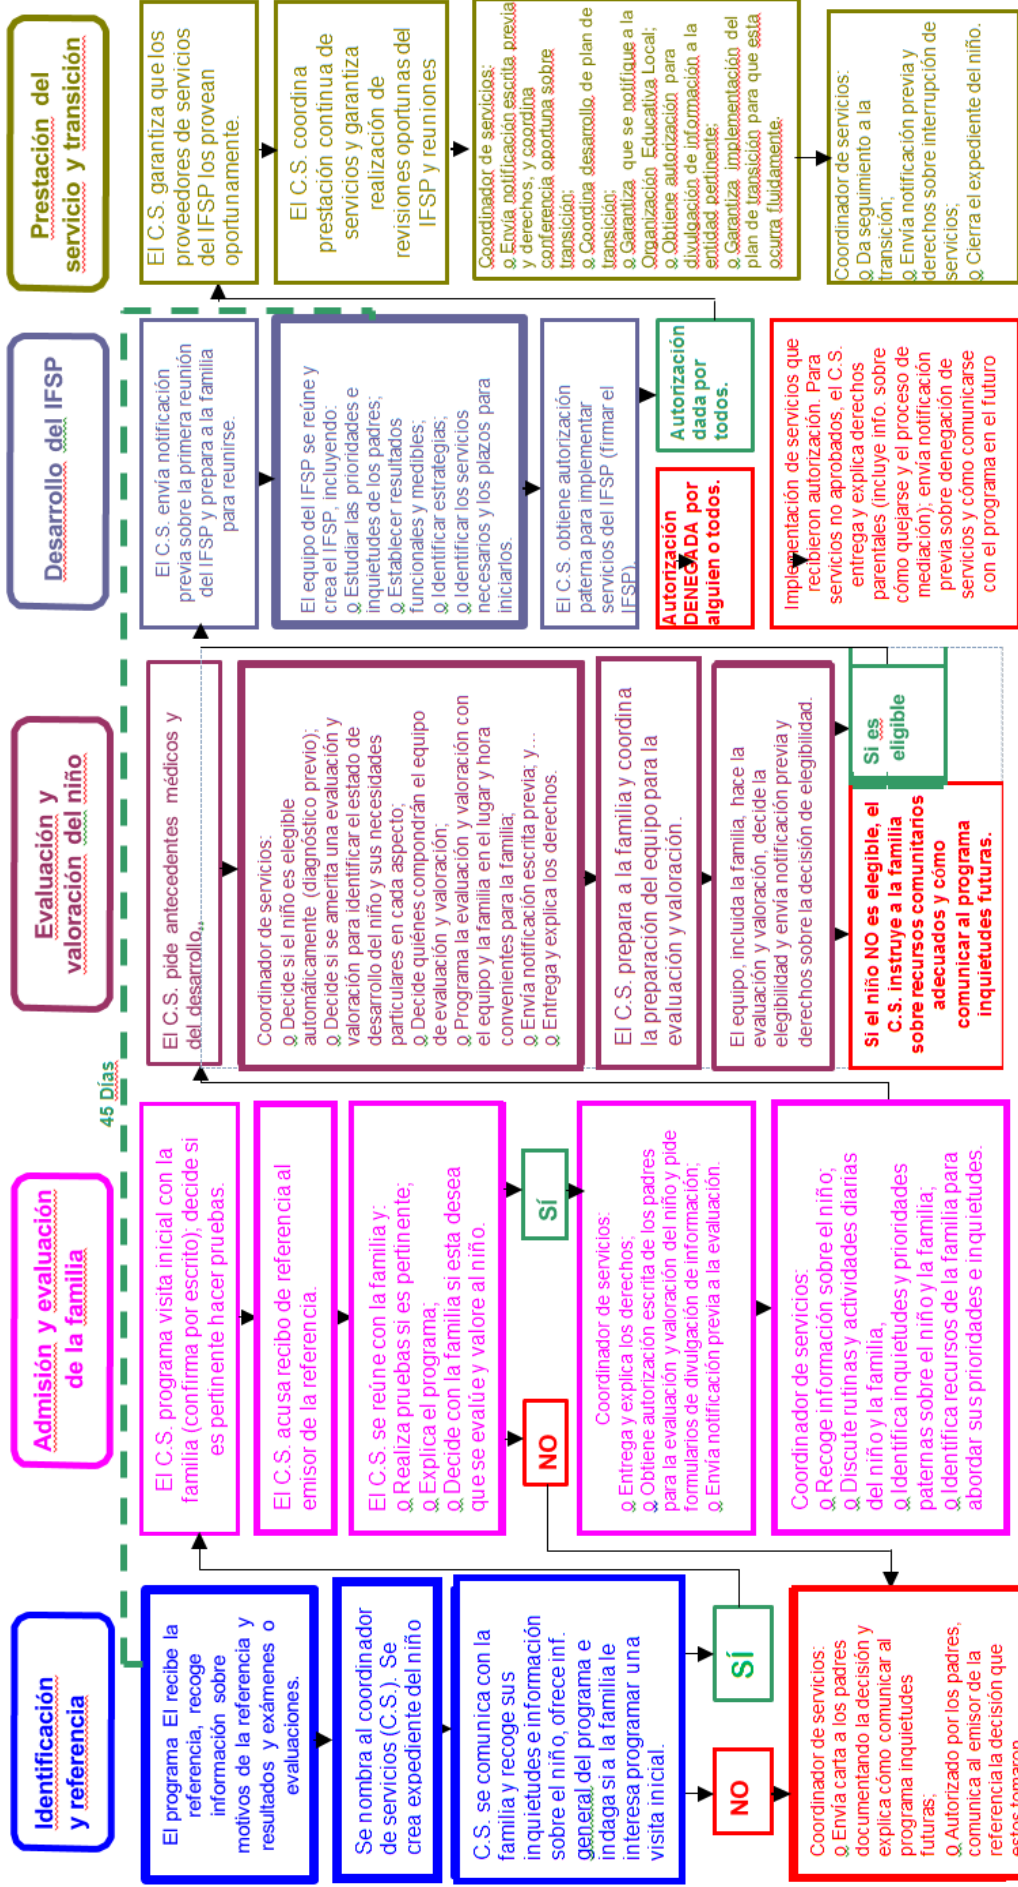 Identificación
y referencia
El programa EI recibe la
referencia, recoge
información sobre
motivos de la referencia y
resultados y exámenes o
evaluaciones.
Se nombra al coordinador
de servicios (C.S.). Se
crea expediente del niño
C.S. se comunica con la
familia y recoge sus
inquietudes e información
sobre el niño, ofrece inf.
general del programa e
indaga si a la familia le
interesa programar una
visita inicial.
NO
SÍ
Coordinador de servicios:
o Envía carta a los padres
documentando la decisión y
explica cómo comunicar al
programa inquietudes
futuras;
o Autorizado por los padres,
comunica al emisor de la
referencia la decisión que
estos tomaron
45 Días
Admisión y evaluación
de la familia
El C.S. programa visita inicial con la
familia (confirma por escrito); decide si
es pertinente hacer pruebas.
El C.S. acusa recibo de referencia al
emisor de la referencia.
El C.S. se reúne con la familia y:
o Realiza pruebas si es pertinente;
o Explica el programa;
o Decide con la familia si esta desea
que se evalúe y valore al niño.
NO
SÍ
Coordinador de servicios:
o Entrega y explica los derechos;
o Obtiene autorización escrita de los padres
para la evaluación y valoración del niño y pide
formularios de divulgación de información;
o Envía notificación previa a la evaluación.
Coordinador de servicios:
o Recoge información sobre el niño;
o Discute rutinas y actividades diarias
del niño y la familia,
o Identifica inquietudes y prioridades
paternas sobre el niño y la familia;
o Identifica recursos de la familia para
abordar sus prioridades e inquietudes.
Evaluación y
valoración del niño
El C.S. pide antecedentes médicos y
del desarrollo,,
Coordinador de servicios:
o Decide si el niño es elegible
automáticamente (diagnóstico previo);
o Decide si se amerita una evaluación y
valoración para identificar el estado de
desarrollo del niño y sus necesidades
particulares en cada aspecto;
o Decide quiénes compondrán el equipo
de evaluación y valoración;
o Programa la evaluación y valoración con
el equipo y la familia en el lugar y hora
convenientes para la familia;
o Envía notificación escrita previa; y...
o Entrega y explica los derechos.
El C.S. prepara a la familia y coordina
la preparación del equipo para la
evaluación y valoración.
El equipo, incluida la familia, hace la
evaluación y valoración, decide la
elegibilidad y envía notificación previa y
derechos sobre la decisión de elegibilidad.
Si el niño NO es elegible, el
C.S. instruye a la familia
sobre recursos comunitarios
adecuados y cómo
comunicar al programa
inquietudes futuras.
Si es
eligible
Desarrollo del IFSP
El C.S. envía notificación
previa sobre la primera reunión
del IFSP y prepara a la familia
para reunirse.
El equipo del IFSP se reúne y
crea el IFSP, incluyendo:
o Estudiar las prioridades e
inquietudes de los padres;
o Establecer resultados
funcionales y medibles;
o Identificar estrategias;
o Identificar los servicios
necesarios y los plazos para
iniciarlos.
El C.S. obtiene autorización
paterna para implementar
servicios del IFSP (firmar el
IFSP).
Autorización
DENEGADA por
alguien o todos.
Autorización
dada por
todos.
Implementación de servicios que
recibieron autorización. Para
servicios no aprobados, el C.S.
entrega y explica derechos
parentales (incluye info. sobre
cómo quejarse y el proceso de
mediación); envía notificación
previa sobre denegación de
servicios y cómo comunicarse
con el programa en el futuro
Prestación del
servicio y transición
El C.S. garantiza que los
proveedores de servicios
del IFSP los provean
oportunamente.
El C.S. coordina
prestación continua de
servicios y garantiza
realización de
revisiones oportunas del
IFSP y reuniones
Coordinador de servicios:
o Envía notificación escrita previa
y derechos, y coordina
conferencia oportuna sobre
transición;
o Coordina desarrollo de plan de
transición;
o Garantiza, que se notifique a la
Organización Educativa Local;
o Obtiene autorización para
divulgación de información a la
entidad pertinente;
o Garantiza implementación del
plan de transición para que esta
ocurra fluidamente.
Coordinador de servicios:
o Da seguimiento a la
transición;
o Envía notificación previa y
derechos sobre interrupción de
servicios;
o Cierra el expediente del niño.